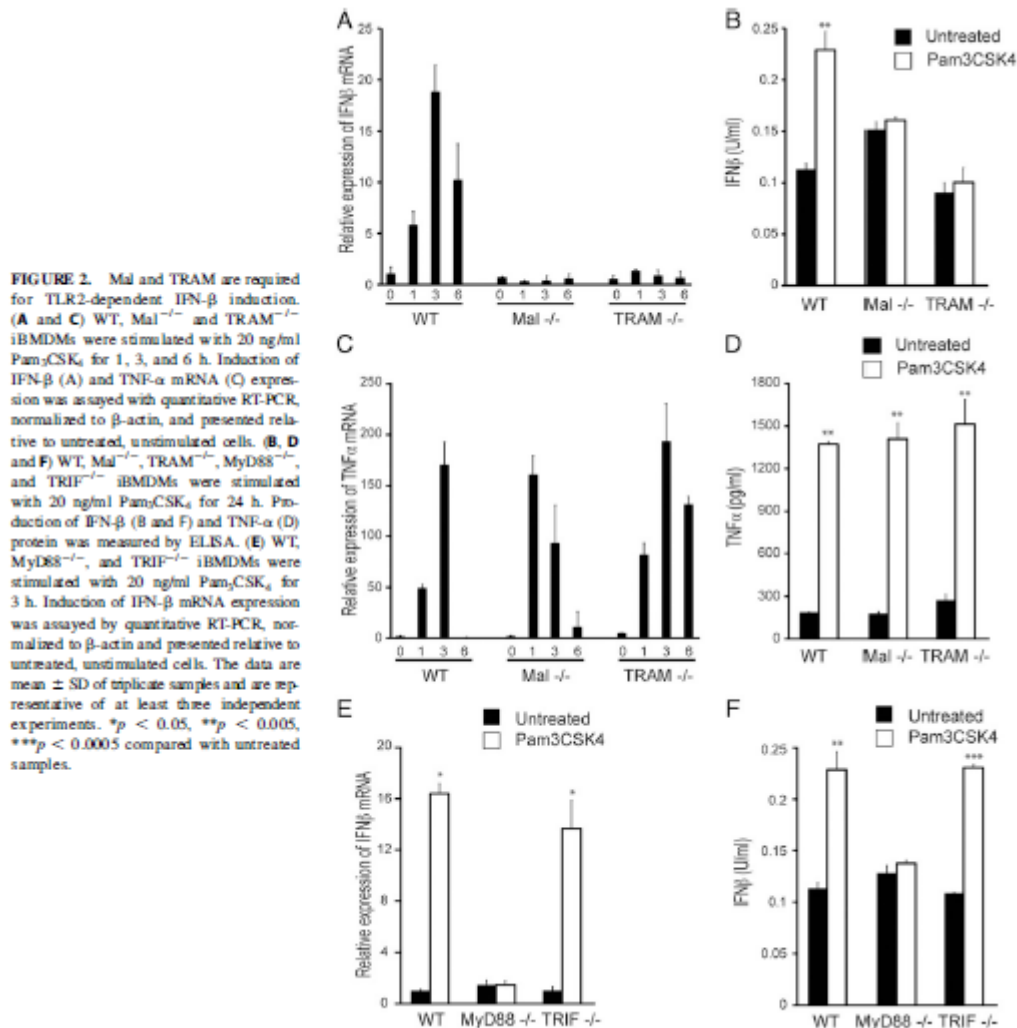 FIGURE 2. Mal and TRAM are required
for TLR2-dependent IFN-β induction.
(A and C) WT, Mal−/− and TRAM−/−
iBMDMs were stimulated with 20 ng/ml
Pam3CSK4 for 1, 3, and 6 h. Induction of
IFN-β (A) and TNF-α mRNA (C) expres-
sion was assayed with quantitative RT-PCR,
normalized to β-actin, and presented rela-
tive to untreated, unstimulated cells. (B, D
and F) WT, Mal−/−, TRAM−/−, MyD88−/−,
and TRIF−/− iBMDMs were stimulated
with 20 ng/ml Pam3CSK4 for 24 h. Pro-
duction of IFN-β (B and F) and TNF-α (D)
protein was measured by ELISA. (E) WT,
MyD88−/−, and TRIF−/− iBMDMs were
stimulated with 20 ng/ml Pam3CSK4 for
3 h. Induction of IFN-β mRNA expression
was assayed by quantitative RT-PCR, nor-
malized to β-actin and presented relative to
untreated, unstimulated cells. The data are
mean ± SD of triplicate samples and are rep-
resentative of at least three independent
experiments. *p < 0.05, **p < 0.005,
***p < 0.0005 compared with untreated
samples.
A
Relative expression of IFNβ mRNA
30
25
20
15
10
5
0
0 1 3 6 0 1 3 6 0 1 3 6
WT Mal -/- TRAM -/-
B
Untreated
Pam3CSK4
**
IFNβ (U/ml)
0.25
0.2
0.15
0.1
0.05
0
WT Mal -/- TRAM -/-
C
Relative expression of TNFα mRNA
250
200
150
100
50
0
0 1 3 6 0 1 3 6 0 1 3 6
WT Mal -/- TRAM -/-
D
Untreated
Pam3CSK4
** ** **
TNFα (pg/ml)
1800
1500
1200
900
600
300
0
WT Mal -/- TRAM -/-
E
Untreated
Pam3CSK4
* *
Relative expression of IFNβ mRNA
20
16
12
8
4
0
WT MyD88 -/- TRIF -/-
F
Untreated
Pam3CSK4
** ***
IFNβ (U/ml)
0.25
0.2
0.15
0.1
0.05
0
WT MyD88 -/- TRIF -/-